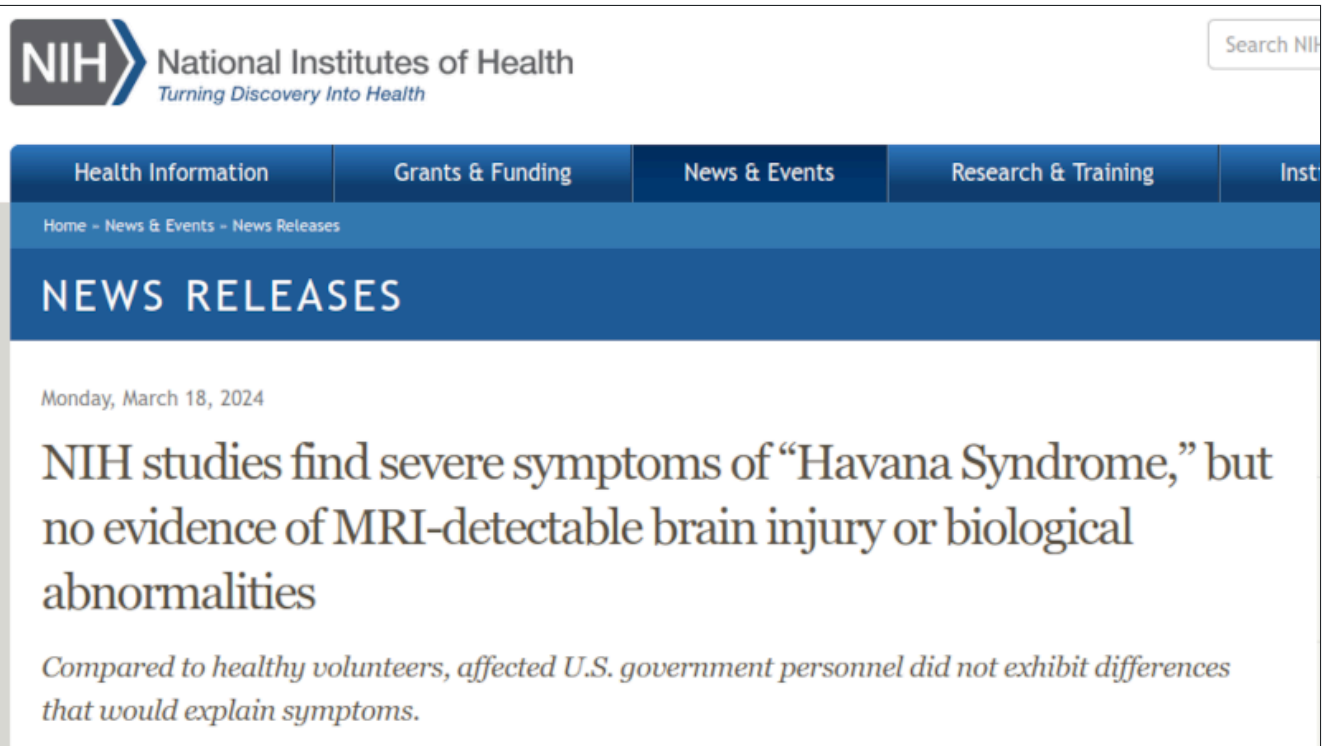 NIH National Institutes of Health
Turning Discovery Into Health
Search NIH
Health Information Grants & Funding News & Events Research & Training
Home » News & Events » News Releases
NEWS RELEASES
Monday, March 18, 2024
NIH studies find severe symptoms of “Havana Syndrome,” but
no evidence of MRI-detectable brain injury or biological
abnormalities
Compared to healthy volunteers, affected U.S. government personnel did not exhibit differences
that would explain symptoms.